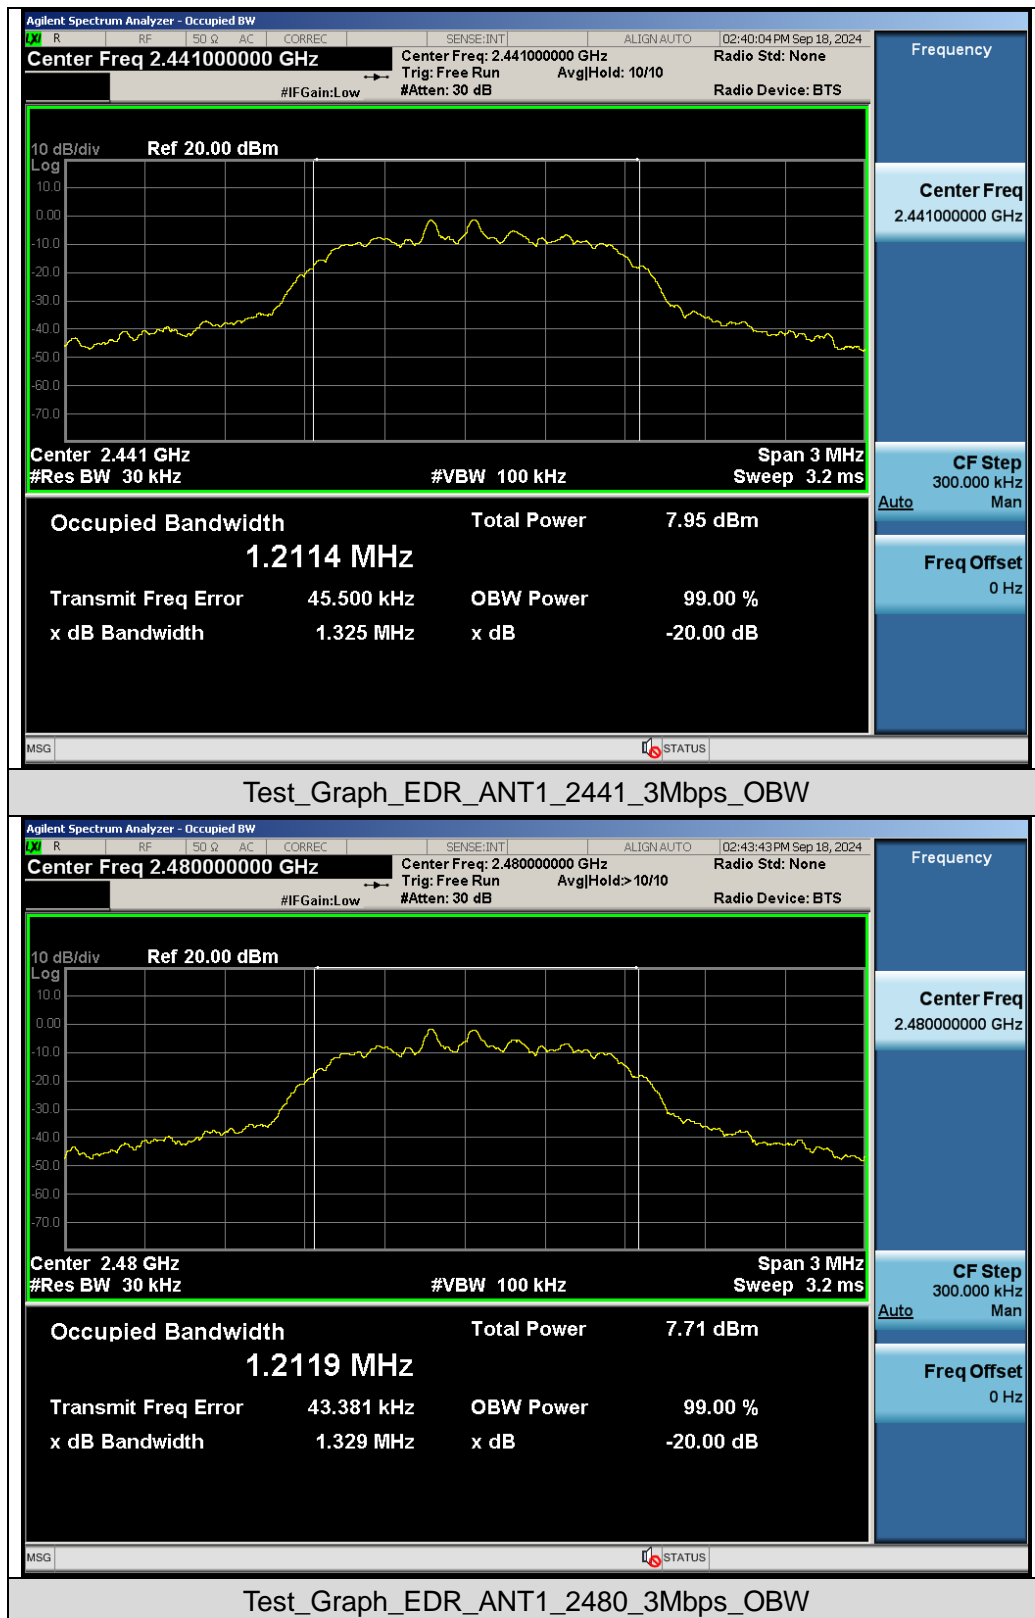 Agilent Spectrum Analyzer - Occupied BW
LXI R RF 50 Ω AC CORREC SENSE:INT ALIGN AUTO 02:40:04 PM Sep 18, 2024
Center Freq 2.441000000 GHz Center Freq: 2.441000000 GHz Radio Std: None
Trig: Free Run Avg|Hold: 10/10
#IFGain:Low #Atten: 30 dB Radio Device: BTS
Frequency
10 dB/div Ref 20.00 dBm
Log
10.0
0.00
-10.0
-20.0
-30.0
-40.0
-50.0
-60.0
-70.0
Center 2.441 GHz Span 3 MHz
#Res BW 30 kHz #VBW 100 kHz Sweep 3.2 ms
Center Freq
2.441000000 GHz
CF Step
300.000 kHz
Auto Man
Freq Offset
0 Hz
Occupied Bandwidth Total Power 7.95 dBm
1.2114 MHz
Transmit Freq Error 45.500 kHz OBW Power 99.00 %
x dB Bandwidth 1.325 MHz x dB -20.00 dB
MSG STATUS
Test_Graph_EDR_ANT1_2441_3Mbps_OBW
Agilent Spectrum Analyzer - Occupied BW
LXI R RF 50 Ω AC CORREC SENSE:INT ALIGN AUTO 02:43:43 PM Sep 18, 2024
Center Freq 2.480000000 GHz Center Freq: 2.480000000 GHz Radio Std: None
Trig: Free Run Avg|Hold:>10/10
#IFGain:Low #Atten: 30 dB Radio Device: BTS
Frequency
10 dB/div Ref 20.00 dBm
Log
10.0
0.00
-10.0
-20.0
-30.0
-40.0
-50.0
-60.0
-70.0
Center 2.48 GHz Span 3 MHz
#Res BW 30 kHz #VBW 100 kHz Sweep 3.2 ms
Center Freq
2.480000000 GHz
CF Step
300.000 kHz
Auto Man
Freq Offset
0 Hz
Occupied Bandwidth Total Power 7.71 dBm
1.2119 MHz
Transmit Freq Error 43.381 kHz OBW Power 99.00 %
x dB Bandwidth 1.329 MHz x dB -20.00 dB
MSG STATUS
Test_Graph_EDR_ANT1_2480_3Mbps_OBW